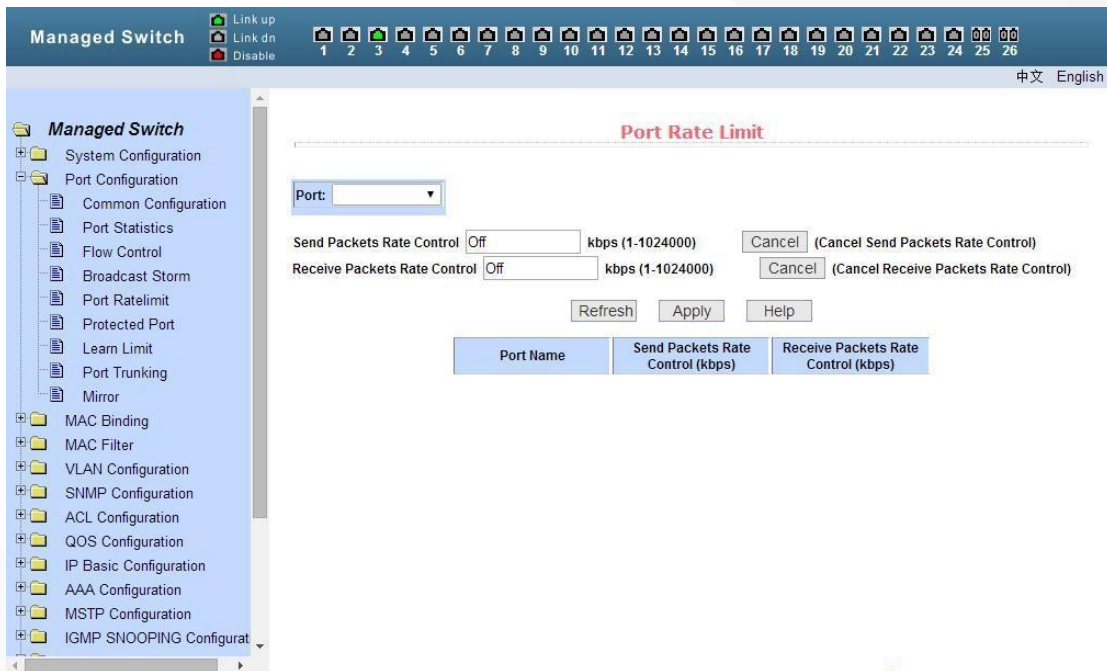 Managed Switch
Link up
Link dn
Disable
1 2 3 4 5 6 7 8 9 10 11 12 13 14 15 16 17 18 19 20 21 22 23 24 25 26
中文 English
Managed Switch
System Configuration
Port Configuration
Common Configuration
Port Statistics
Flow Control
Broadcast Storm
Port Ratelimit
Protected Port
Learn Limit
Port Trunking
Mirror
MAC Binding
MAC Filter
VLAN Configuration
SNMP Configuration
ACL Configuration
QOS Configuration
IP Basic Configuration
AAA Configuration
MSTP Configuration
IGMP SNOOPING Configurat
Port Rate Limit
Port:
Send Packets Rate Control Off kbps (1-1024000) Cancel (Cancel Send Packets Rate Control)
Receive Packets Rate Control Off kbps (1-1024000) Cancel (Cancel Receive Packets Rate Control)
Refresh Apply Help
Port Name
Send Packets Rate
Control (kbps)
Receive Packets Rate
Control (kbps)